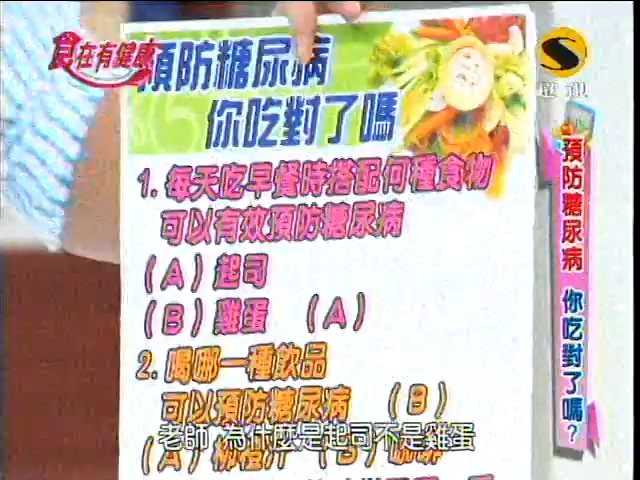 食在有健康
預防糖尿病
你吃對了嗎
1.每天吃早餐時搭配何種食物
可以有效預防糖尿病
(A)起司
(B)雞蛋 (A)
2.喝哪一種飲品
可以預防糖尿病 (B)
(A)柳橙汁 (B)咖啡
老師 為什麼是起司不是雞蛋
預防糖尿病 你吃對了嗎?
S